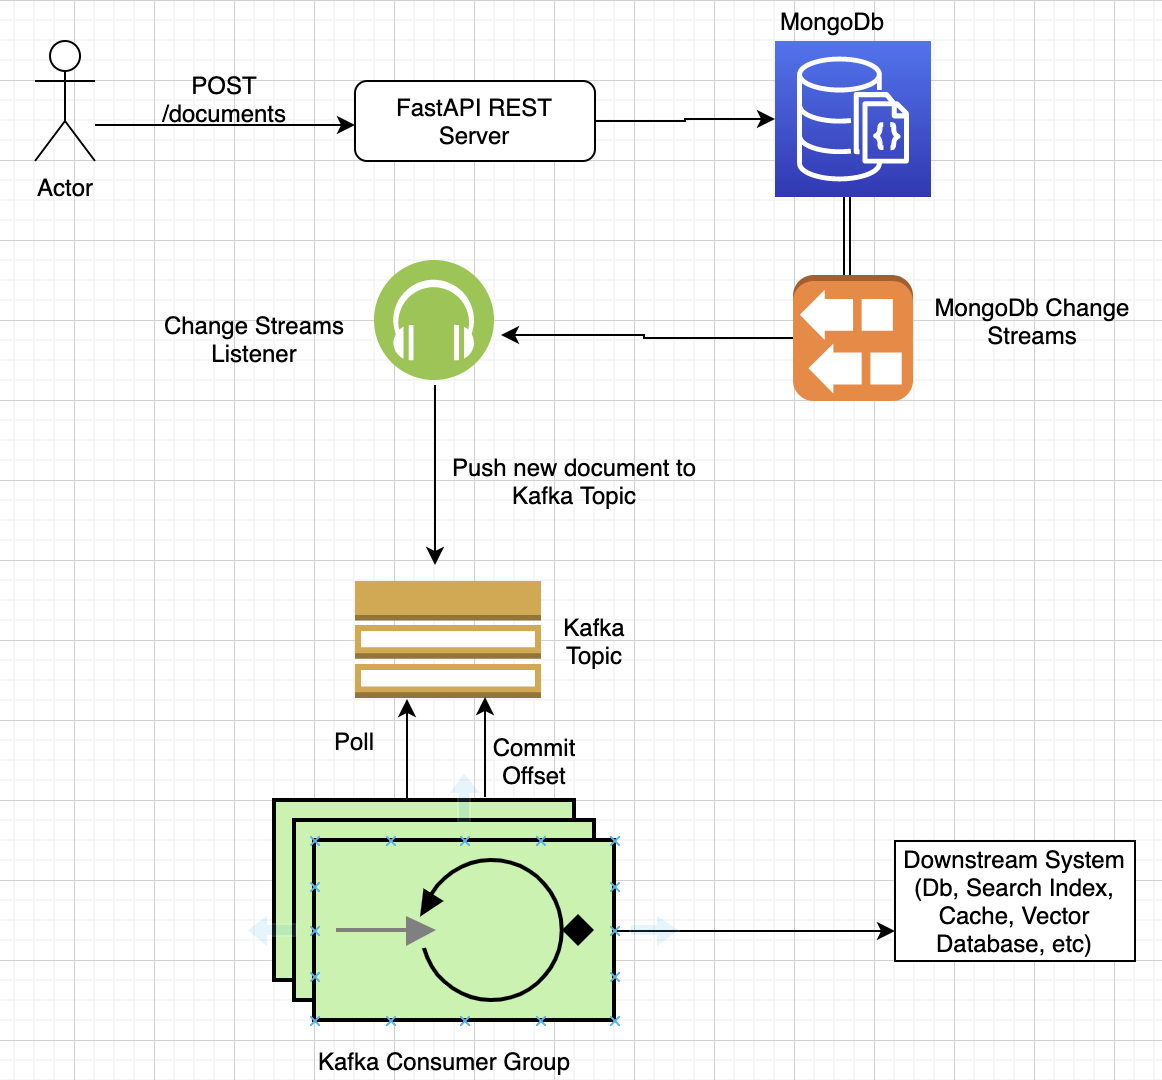 MongoDb
POST
/documents
FastAPI REST
Server
{}
Actor
MongoDb Change
Streams
Change Streams
Listener
Push new document to
Kafka Topic
Kafka
Topic
Poll
Commit
Offset
Downstream System
(Db, Search Index,
Cache, Vector
Database, etc)
Kafka Consumer Group